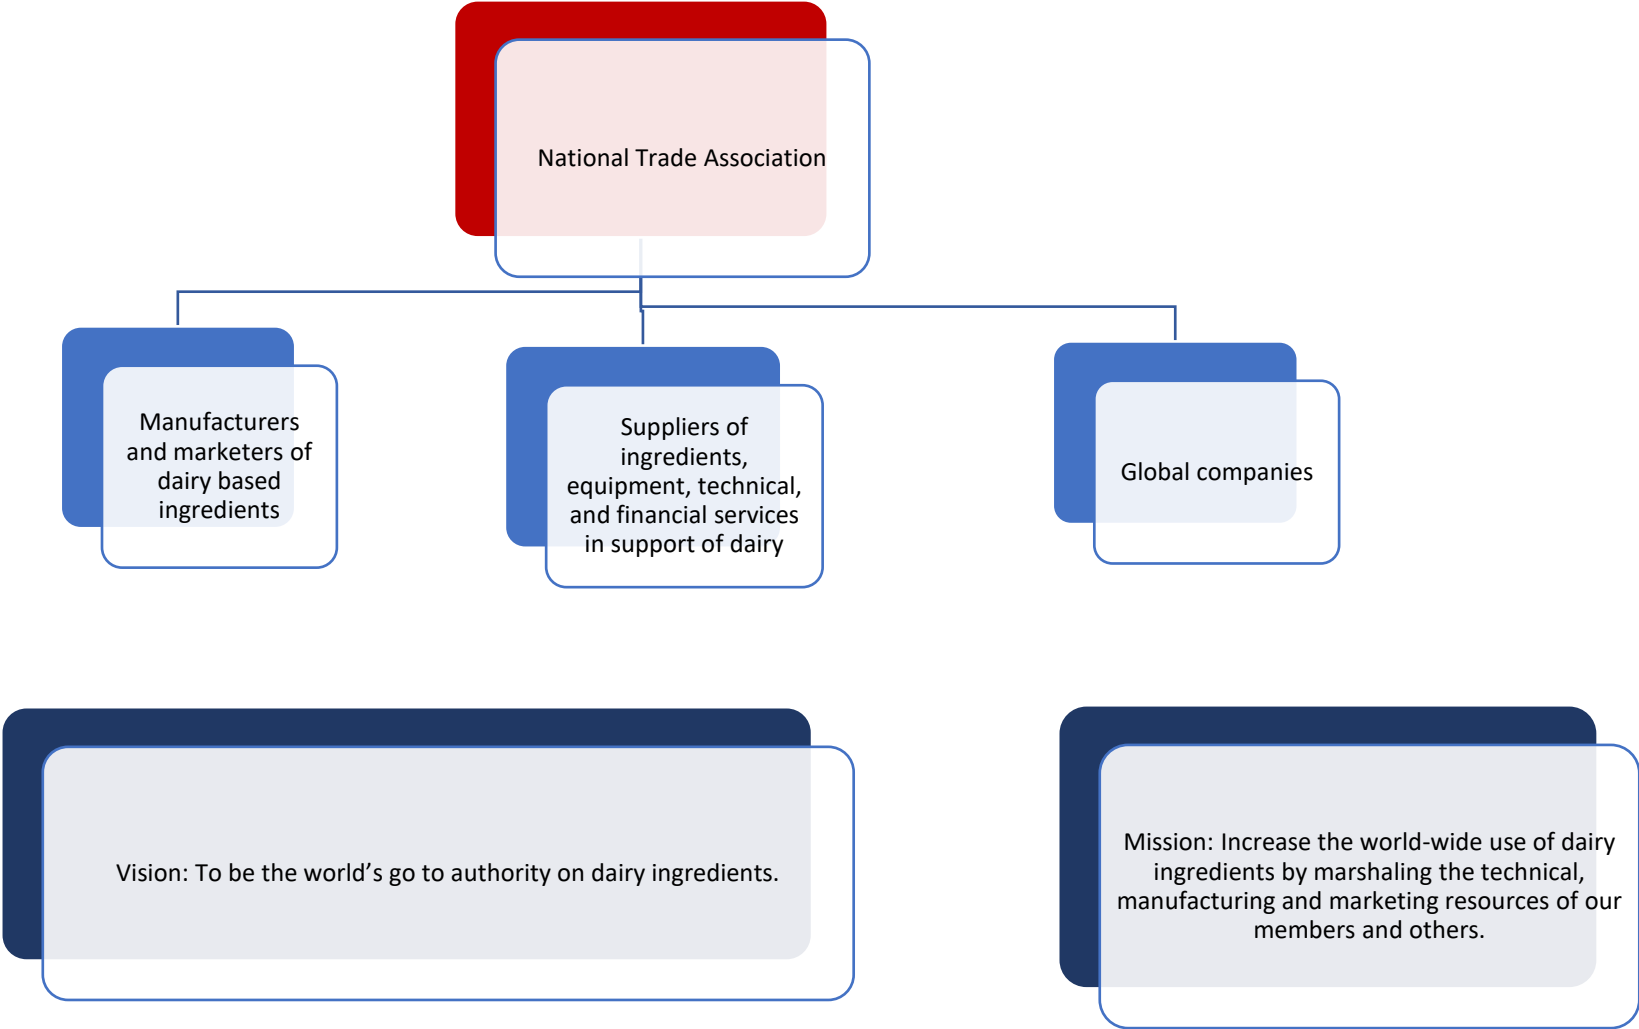 National Trade Association
Manufacturers
and marketers of
dairy based
ingredients
Suppliers of
ingredients,
equipment, technical,
and financial services
in support of dairy
Global companies
Vision: To be the world’s go to authority on dairy ingredients.
Mission: Increase the world-wide use of dairy
ingredients by marshaling the technical,
manufacturing and marketing resources of our
members and others.